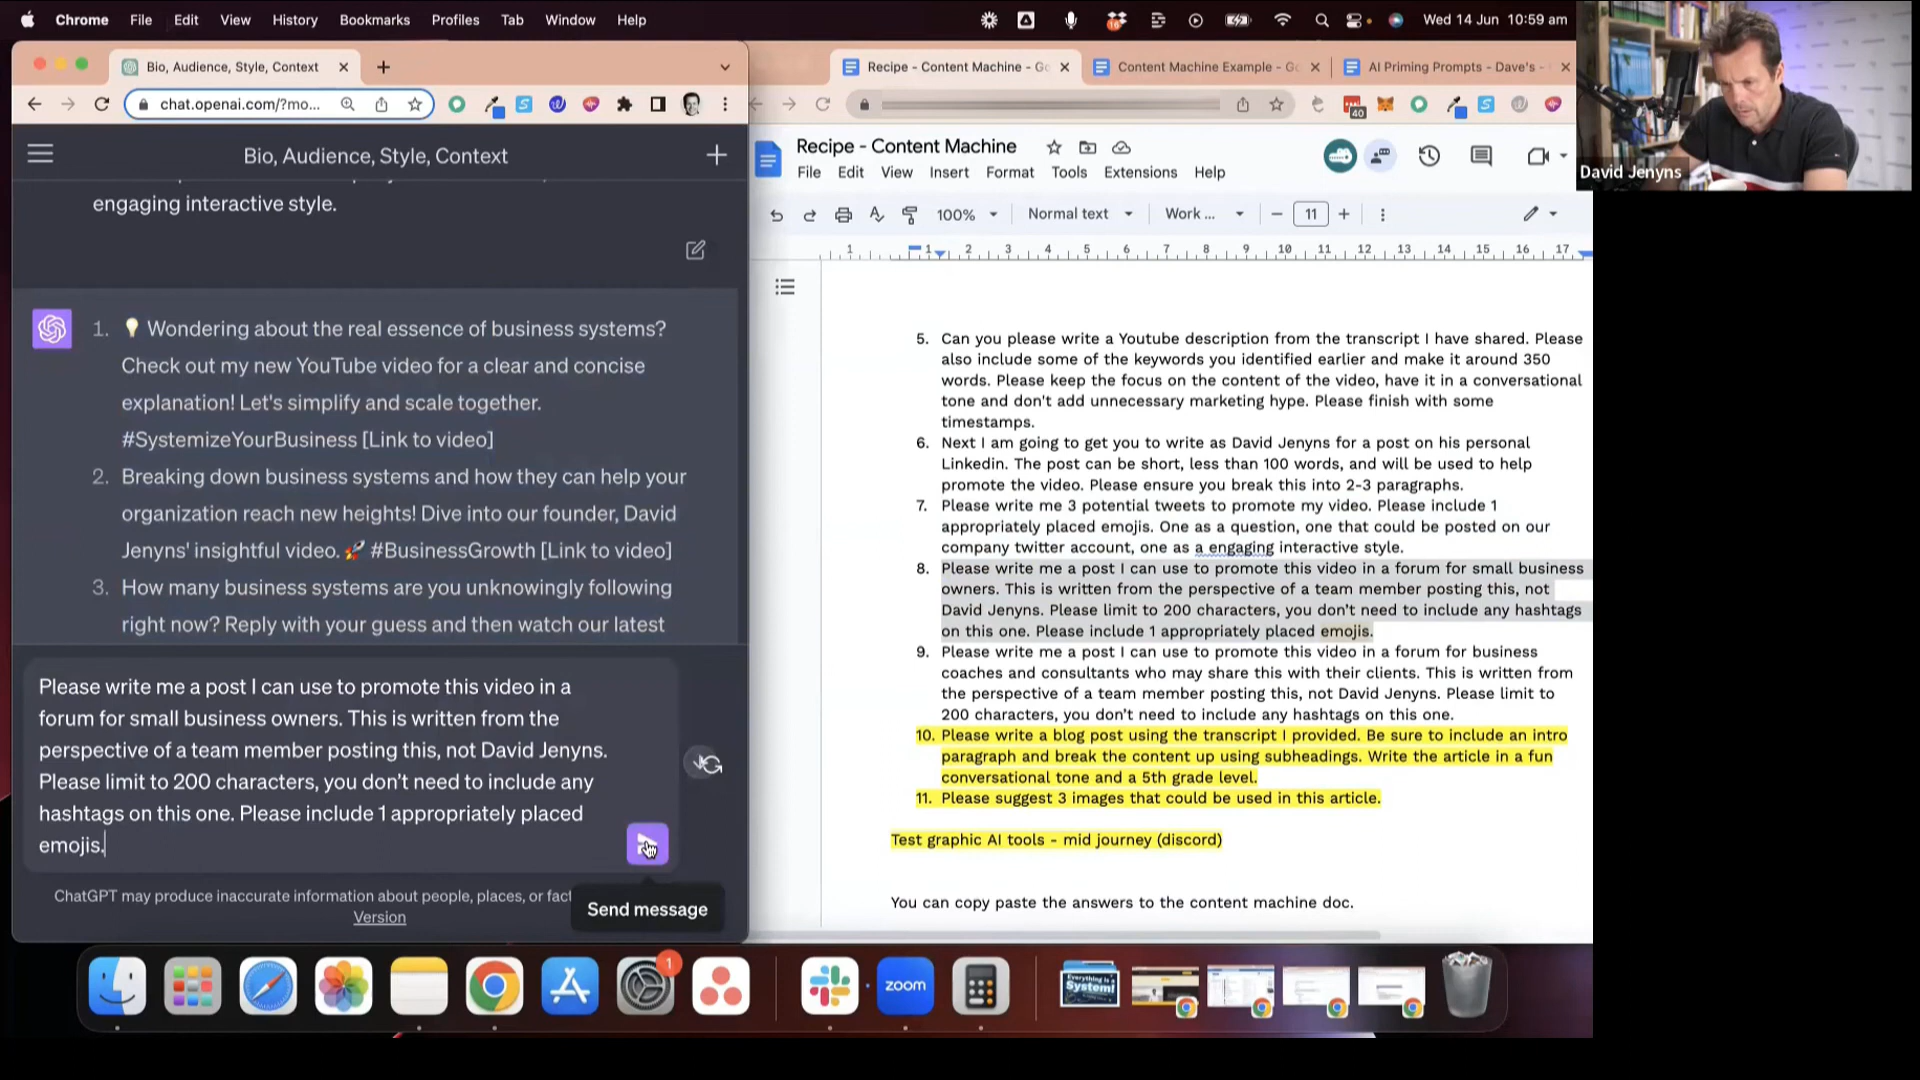 Chrome File Edit View History Bookmarks Profiles Tab Window Help
Wed 14 Jun 10:59 am
Bio, Audience, Style, Context
chat.openai.com/?mo...
Bio, Audience, Style, Context
engaging interactive style.
1. 💡 Wondering about the real essence of business systems?
Check out my new YouTube video for a clear and concise
explanation! Let's simplify and scale together.
#SystemizeYourBusiness [Link to video]
2. Breaking down business systems and how they can help your
organization reach new heights! Dive into our founder, David
Jenyns' insightful video. 🚀 #BusinessGrowth [Link to video]
3. How many business systems are you unknowingly following
right now? Reply with your guess and then watch our latest
Please write me a post I can use to promote this video in a
forum for small business owners. This is written from the
perspective of a team member posting this, not David Jenyns.
Please limit to 200 characters, you don't need to include any
hashtags on this one. Please include 1 appropriately placed
emojis.
ChatGPT may produce inaccurate information about people, places, or fact
Version
Send message
Recipe - Content Machine - Go
Content Machine Example - Go
AI Priming Prompts - Dave's -
40
Recipe - Content Machine
File Edit View Insert Format Tools Extensions Help
100% Normal text Work ... 11
1 1 2 3 4 5 6 7 8 9 10 11 12 13 14 15 16 17
5. Can you please write a Youtube description from the transcript I have shared. Please
also include some of the keywords you identified earlier and make it around 350
words. Please keep the focus on the content of the video, have it in a conversational
tone and don't add unnecessary marketing hype. Please finish with some
timestamps.
6. Next I am going to get you to write as David Jenyns for a post on his personal
Linkedin. The post can be short, less than 100 words, and will be used to help
promote the video. Please ensure you break this into 2-3 paragraphs.
7. Please write me 3 potential tweets to promote my video. Please include 1
appropriately placed emojis. One as a question, one that could be posted on our
company twitter account, one as a engaging interactive style.
8. Please write me a post I can use to promote this video in a forum for small business
owners. This is written from the perspective of a team member posting this, not
David Jenyns. Please limit to 200 characters, you don't need to include any hashtags
on this one. Please include 1 appropriately placed emojis.
9. Please write me a post I can use to promote this video in a forum for business
coaches and consultants who may share this with their clients. This is written from
the perspective of a team member posting this, not David Jenyns. Please limit to
200 characters, you don't need to include any hashtags on this one.
10. Please write a blog post using the transcript I provided. Be sure to include an intro
paragraph and break the content up using subheadings. Write the article in a fun
conversational tone and a 5th grade level.
11. Please suggest 3 images that could be used in this article.
Test graphic AI tools - mid journey (discord)
You can copy paste the answers to the content machine doc.
David Jenyns
1
zoom
Everything is a
System!